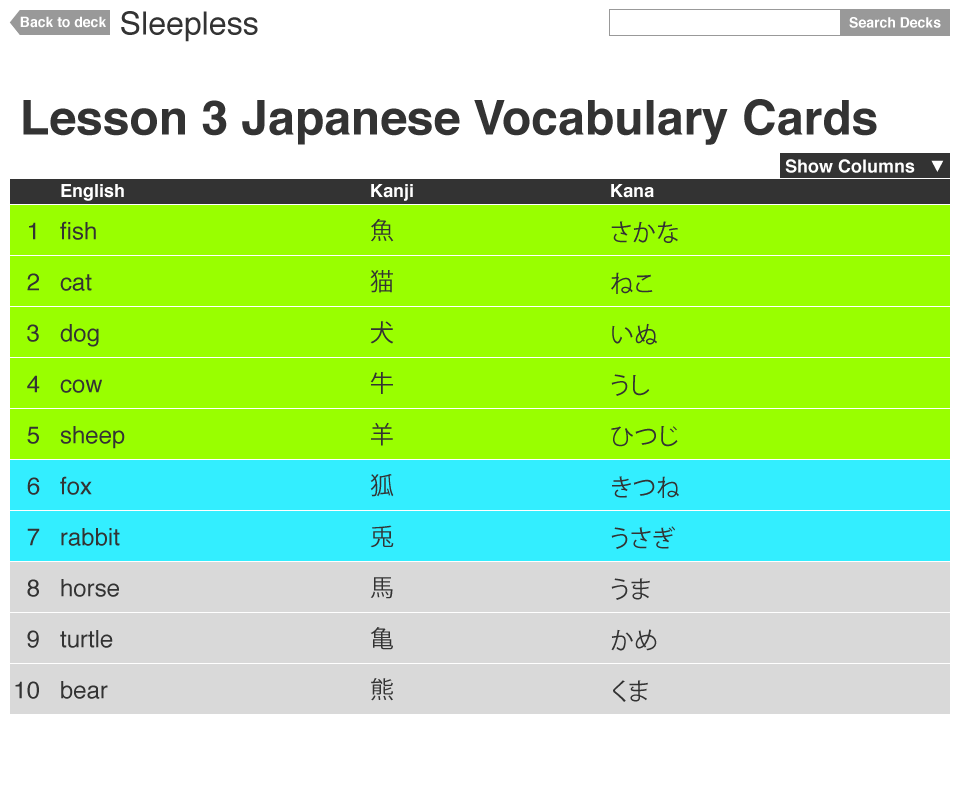 Back to deck Sleepless Search Decks
Lesson 3 Japanese Vocabulary Cards
Show Columns ▼
English Kanji Kana
1 fish 魚 さかな
2 cat 猫 ねこ
3 dog 犬 いぬ
4 cow 牛 うし
5 sheep 羊 ひつじ
6 fox 狐 きつね
7 rabbit 兎 うさぎ
8 horse 馬 うま
9 turtle 亀 かめ
10 bear 熊 くま